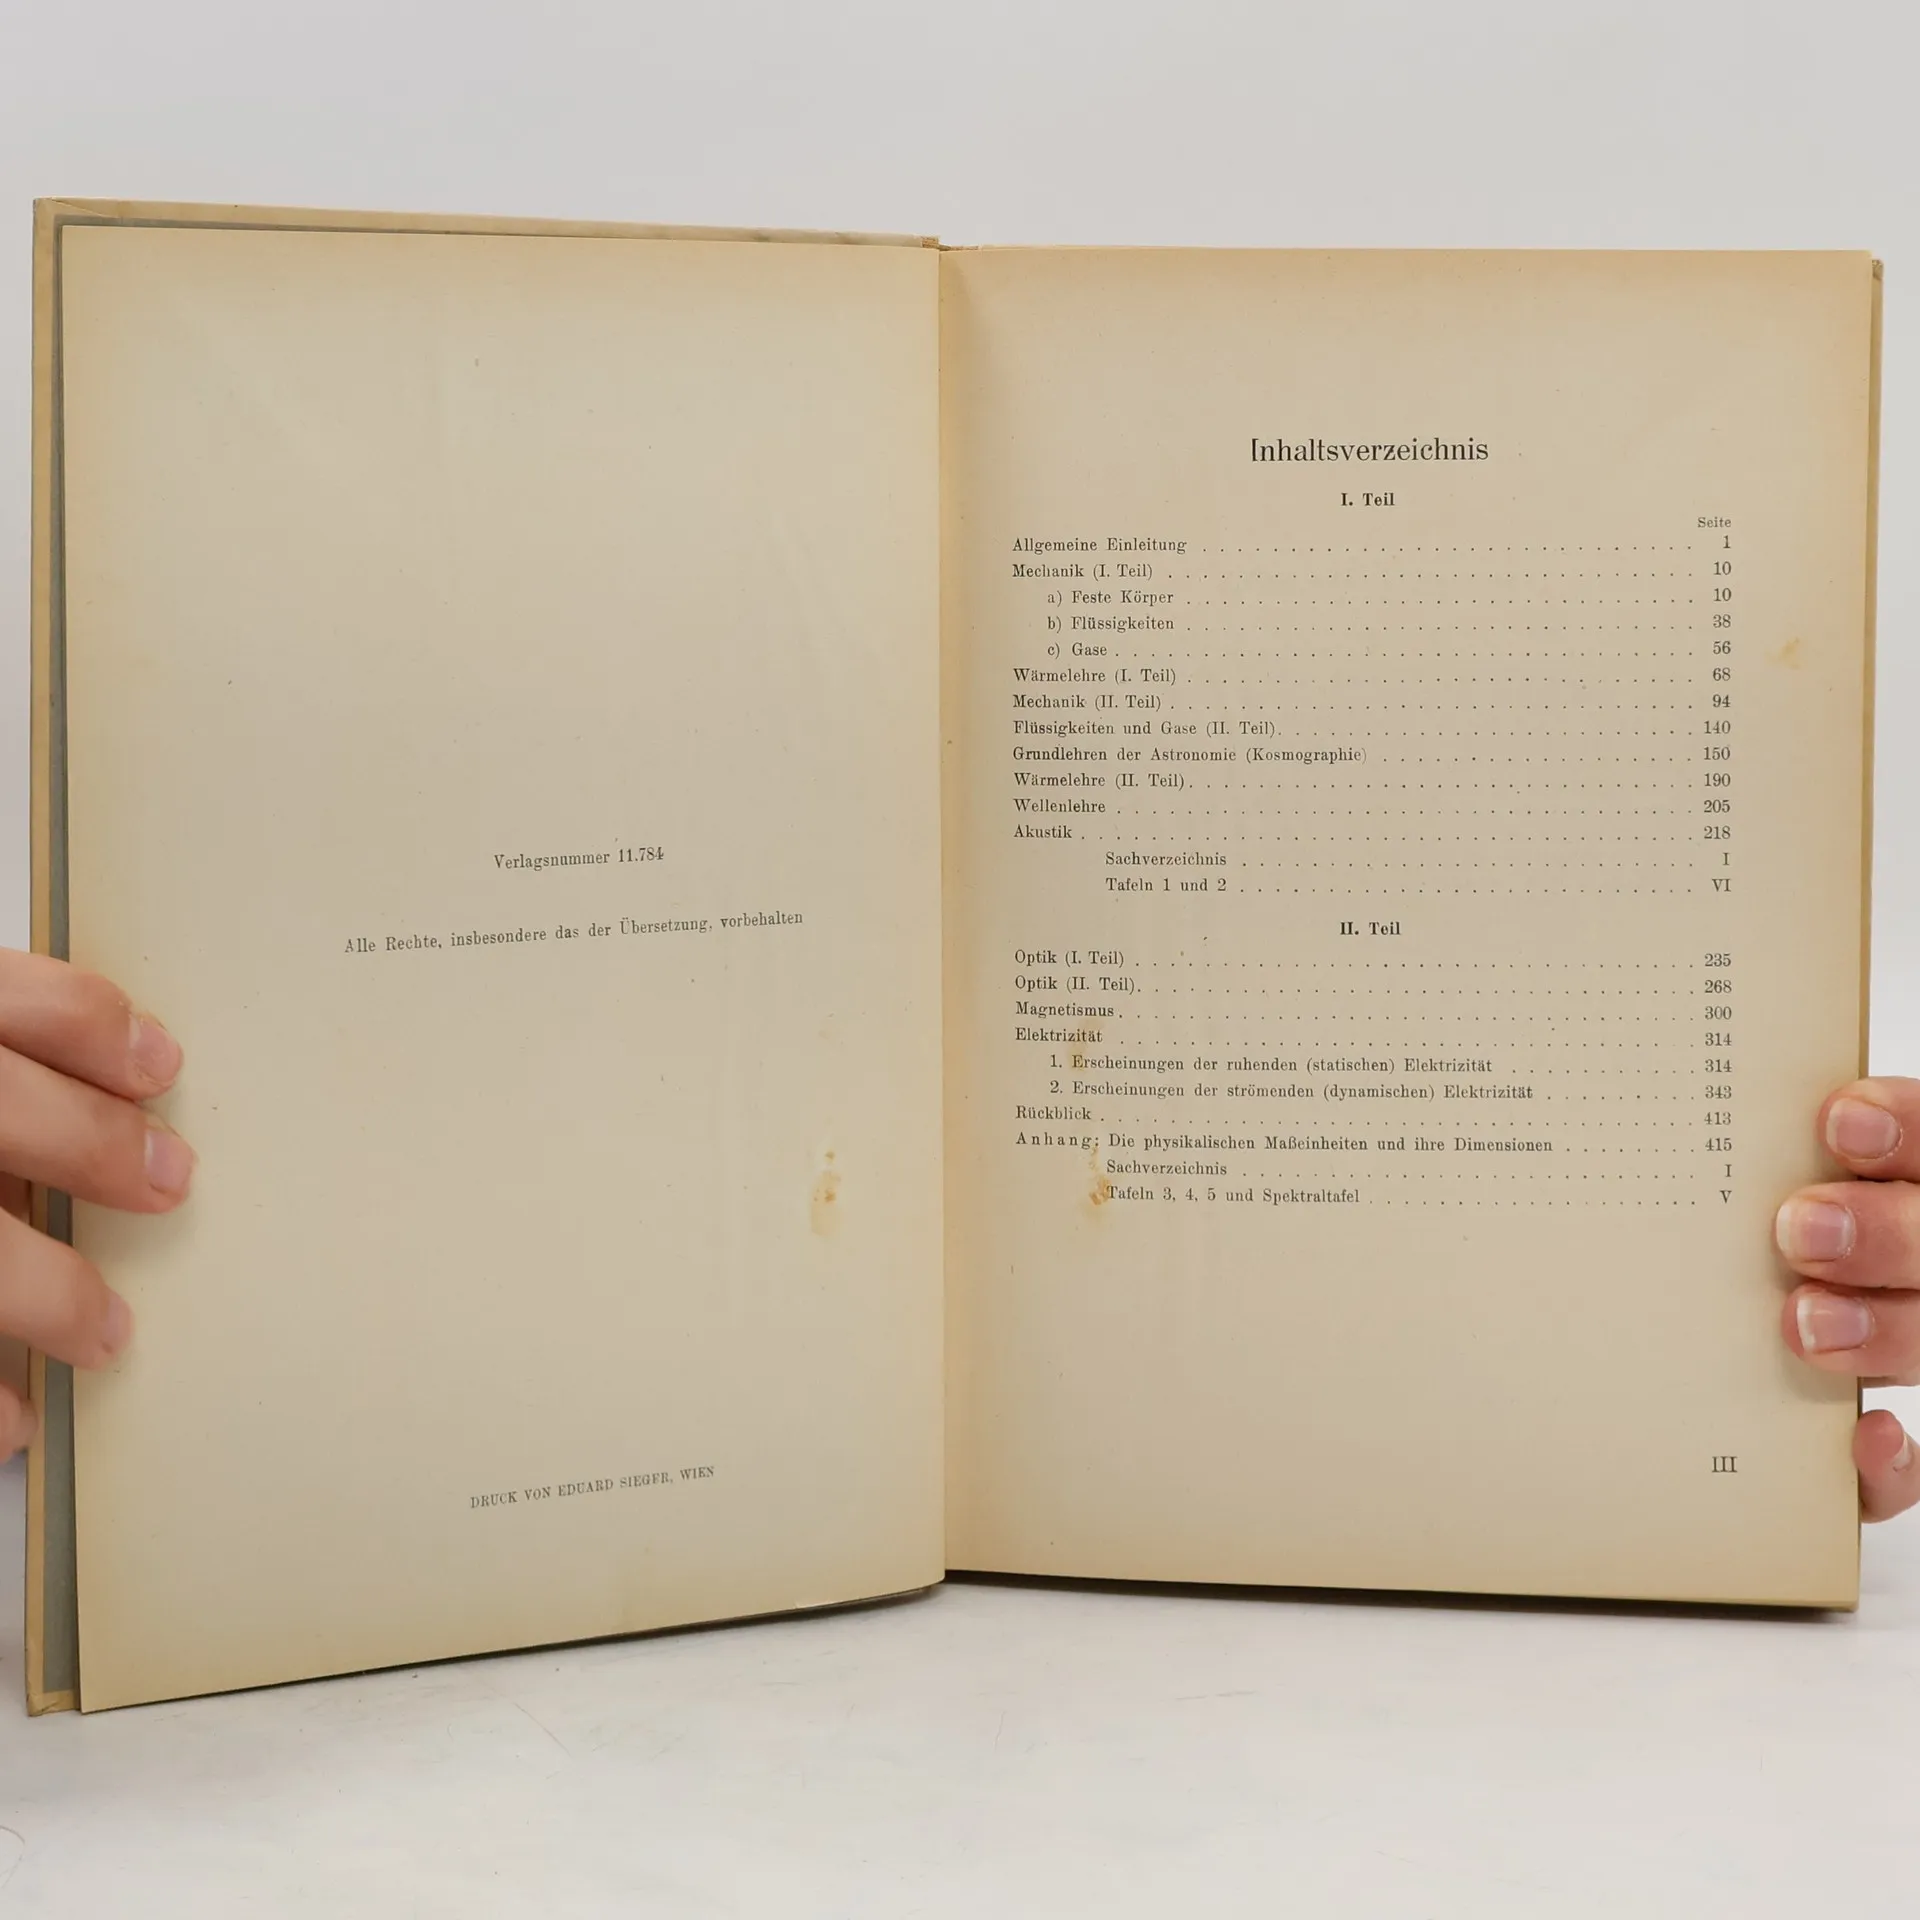 Verlagsnummer 11.784
Alle Rechte, insbesondere das der Übersetzung, vorbehalten
DRUCK VON EDUARD SIEGER, WIEN
Inhaltsverzeichnis
I. Teil
Seite
Allgemeine Einleitung . . . . . . . . . . . . . . . . . . . . . . . . . . . . 1
Mechanik (I. Teil) . . . . . . . . . . . . . . . . . . . . . . . . . . . . . . 10
a) Feste Körper . . . . . . . . . . . . . . . . . . . . . . . . . . . . . 10
b) Flüssigkeiten . . . . . . . . . . . . . . . . . . . . . . . . . . . . . 38
c) Gase . . . . . . . . . . . . . . . . . . . . . . . . . . . . . . . . . 56
Wärmelehre (I. Teil) . . . . . . . . . . . . . . . . . . . . . . . . . . . . . 68
Mechanik (II. Teil) . . . . . . . . . . . . . . . . . . . . . . . . . . . . . . 94
Flüssigkeiten und Gase (II. Teil) . . . . . . . . . . . . . . . . . . . . . . . . 140
Grundlehren der Astronomie (Kosmographie) . . . . . . . . . . . . . . . . . . 150
Wärmelehre (II. Teil) . . . . . . . . . . . . . . . . . . . . . . . . . . . . . 190
Wellenlehre . . . . . . . . . . . . . . . . . . . . . . . . . . . . . . . . . 205
Akustik . . . . . . . . . . . . . . . . . . . . . . . . . . . . . . . . . . . 218
Sachverzeichnis . . . . . . . . . . . . . . . . . . . . . . . . . . I
Tafeln 1 und 2 . . . . . . . . . . . . . . . . . . . . . . . . . . VI
II. Teil
Optik (I. Teil) . . . . . . . . . . . . . . . . . . . . . . . . . . . . . . . . 235
Optik (II. Teil) . . . . . . . . . . . . . . . . . . . . . . . . . . . . . . . . 268
Magnetismus . . . . . . . . . . . . . . . . . . . . . . . . . . . . . . . . . 300
Elektrizität . . . . . . . . . . . . . . . . . . . . . . . . . . . . . . . . . 314
1. Erscheinungen der ruhenden (statischen) Elektrizität . . . . . . . . . . . 314
2. Erscheinungen der strömenden (dynamischen) Elektrizität . . . . . . . . . 343
Rückblick . . . . . . . . . . . . . . . . . . . . . . . . . . . . . . . . . . 413
Anhang: Die physikalischen Maßeinheiten und ihre Dimensionen . . . . . . . . 415
Sachverzeichnis . . . . . . . . . . . . . . . . . . . . . . . . . . I
Tafeln 3, 4, 5 und Spektraltafel . . . . . . . . . . . . . . . . . . . V
III